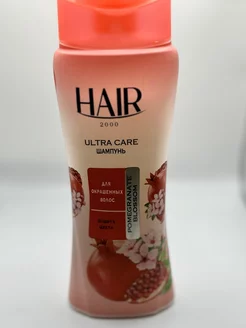 HAIR
2000
ULTRA CARE
ШАМПУНЬ
ДЛЯ
ОКРАШЕННЫХ
ВОЛОС
POMEGRANATE
BLOSSOM